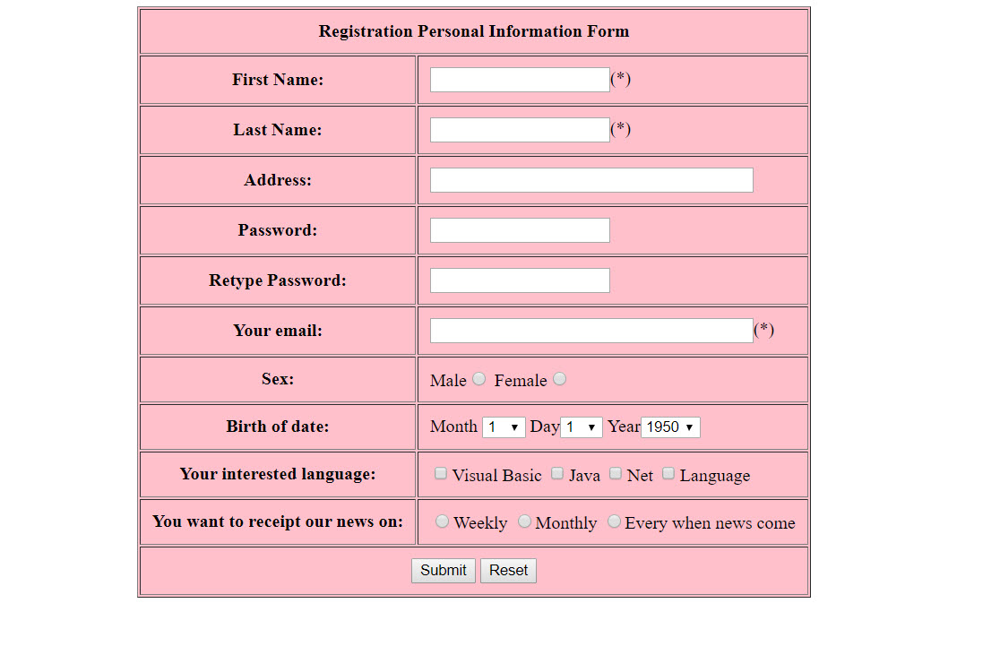 Registration Personal Information Form
First Name: (*)
Last Name: (*)
Address:
Password:
Retype Password:
Your email: (*)
Sex: Male Female
Birth of date: Month 1 Day 1 Year 1950
Your interested language: Visual Basic Java Net Language
You want to receipt our news on: Weekly Monthly Every when news come
Submit Reset